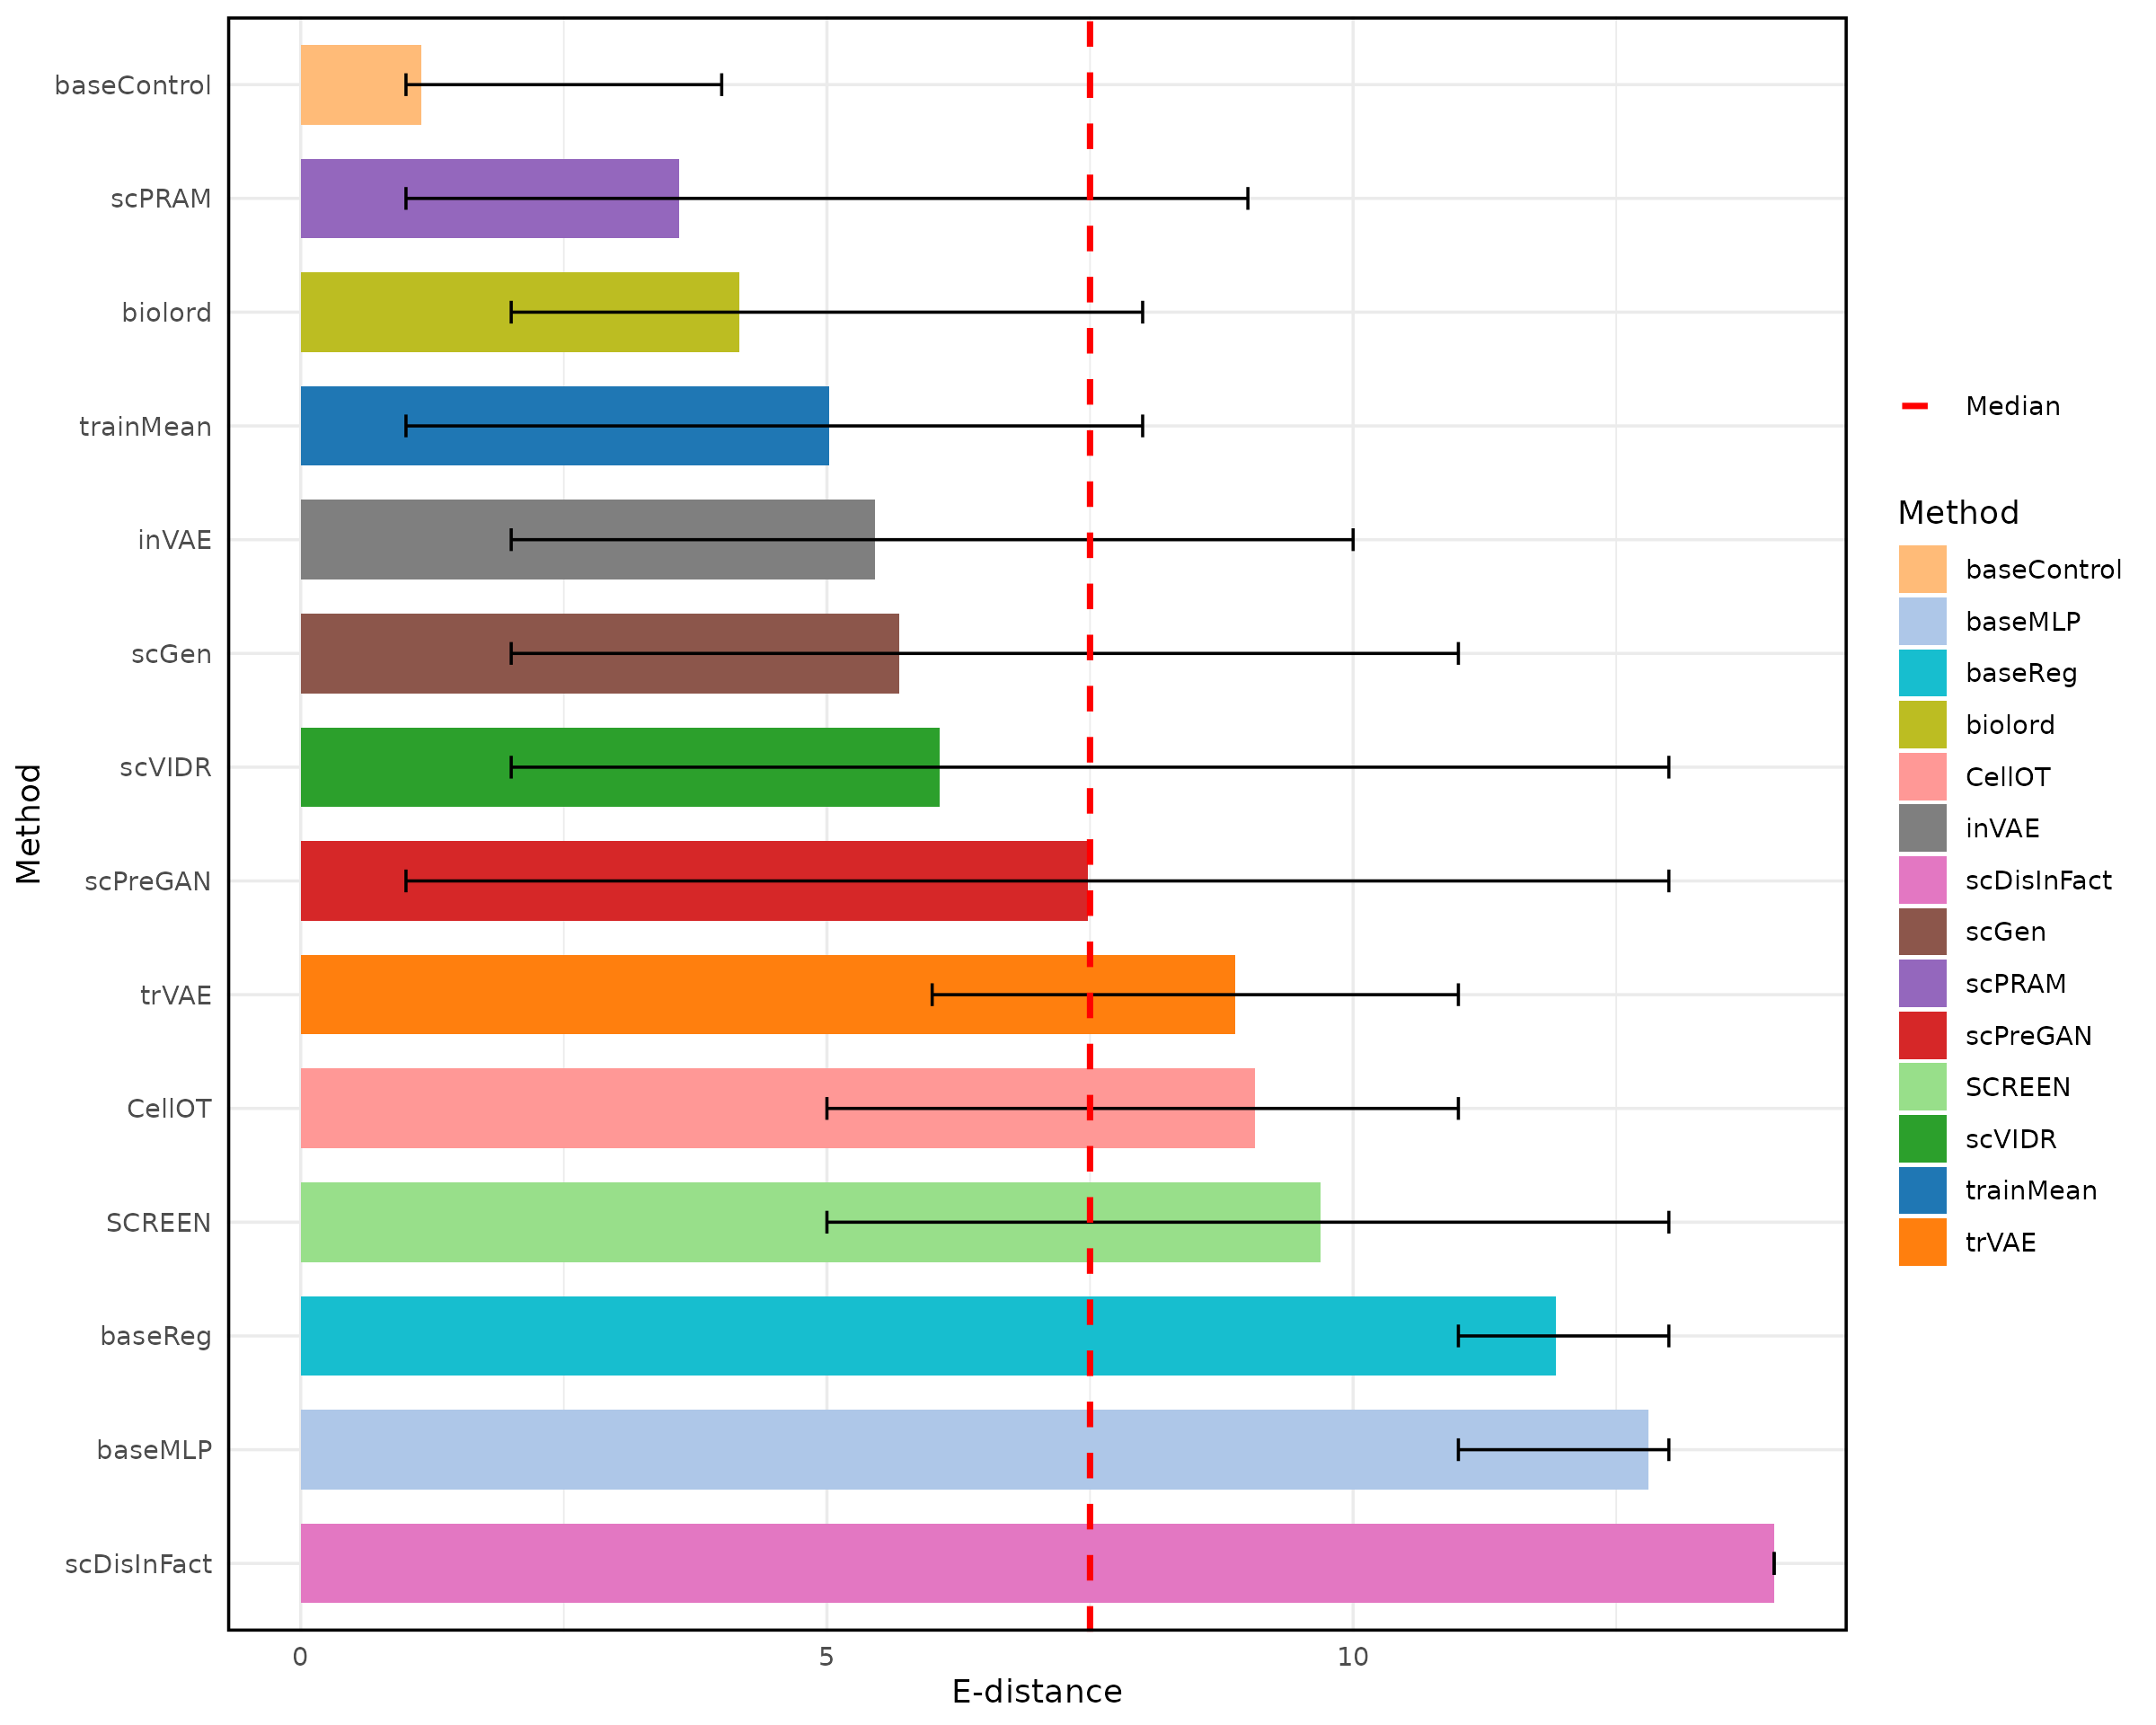 baseControl
scPRAM
biolord
trainMean
inVAE
scGen
scVIDR
scPreGAN
trVAE
CellOT
SCREEN
baseReg
baseMLP
scDisInFact
Method
0 5 10
E-distance
Median
Method
baseControl
baseMLP
baseReg
biolord
CellOT
inVAE
scDisInFact
scGen
scPRAM
scPreGAN
SCREEN
scVIDR
trainMean
trVAE